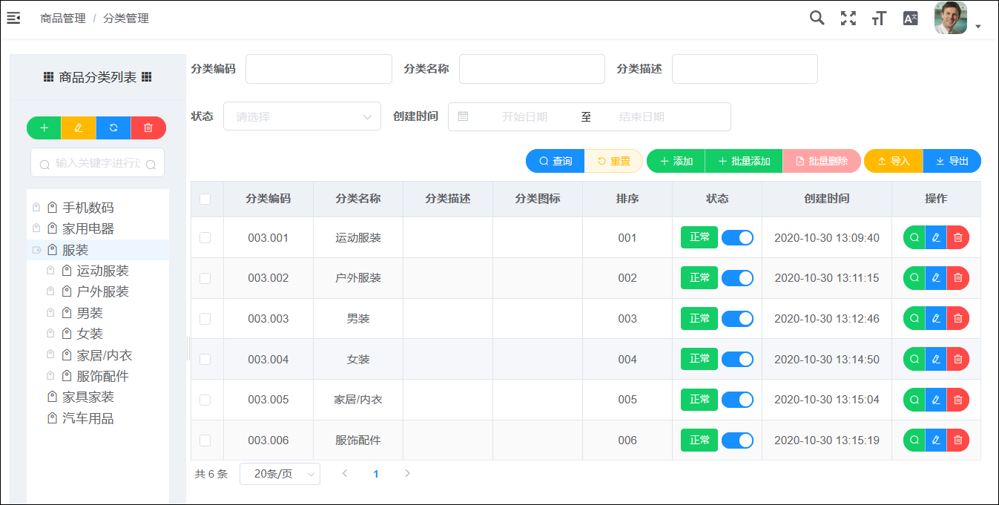 商品管理 / 分类管理
商品分类列表
输入关键字进行过
手机数码
家用电器
服装
运动服装
户外服装
男装
女装
家居/内衣
服饰配件
家具家装
汽车用品
分类编码 分类名称 分类描述
状态 请选择 创建时间 开始日期 至 结束日期
查询 重置 添加 批量添加 批量删除 导入 导出
分类编码 分类名称 分类描述 分类图标 排序 状态 创建时间 操作
003.001 运动服装 001 正常 2020-10-30 13:09:40
003.002 户外服装 002 正常 2020-10-30 13:11:15
003.003 男装 003 正常 2020-10-30 13:12:46
003.004 女装 004 正常 2020-10-30 13:14:50
003.005 家居/内衣 005 正常 2020-10-30 13:15:04
003.006 服饰配件 006 正常 2020-10-30 13:15:19
共 6 条 20条/页 1